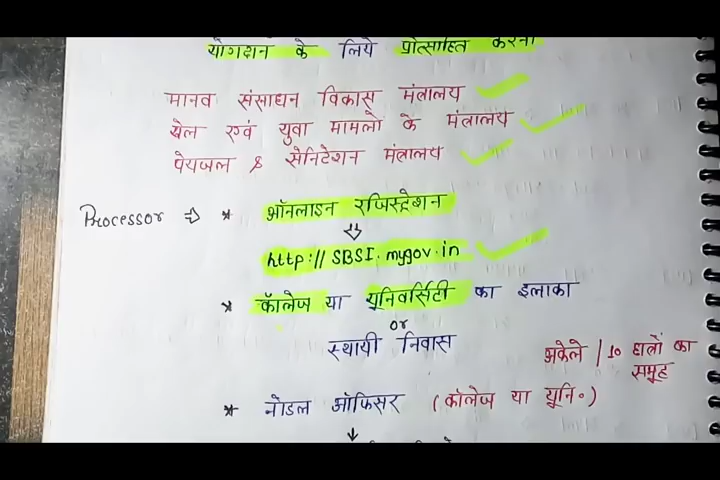 योगदान के लिये प्रोत्साहित करना
मानव संसाधन विकास मंत्रालय
खेल एवं युवा मामलों के मंत्रालय
पेयजल & सेनिटेशन मंत्रालय
Processor ⇒ * ऑनलाइन रजिस्ट्रेशन
⇓
http://SBSI.mygov.in
* कॉलेज या यूनिवर्सिटी का इलाका
or
स्थायी निवास
अकेले / 10 छात्रों का
समूह
* नोडल ऑफिसर (कॉलेज या यूनि॰)
↓